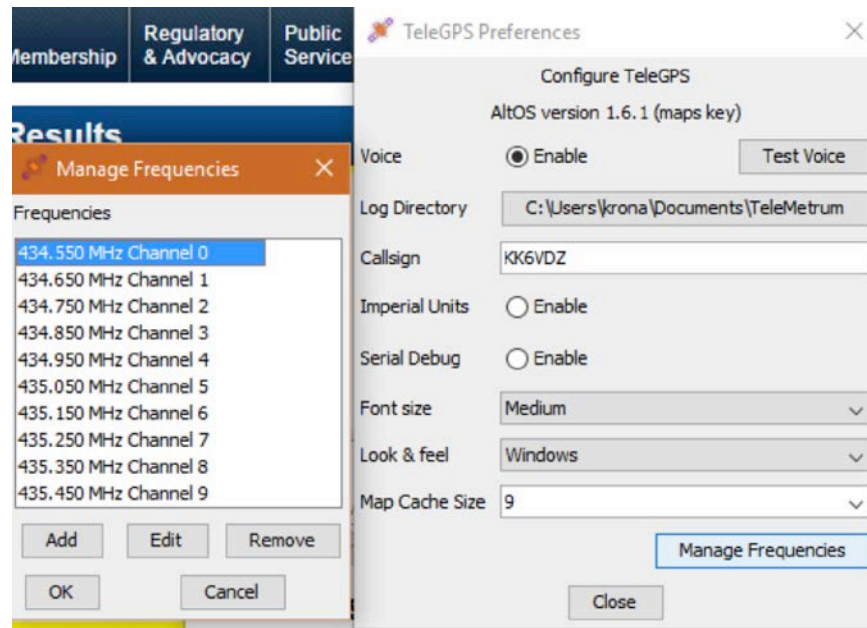 Membership
Regulatory
& Advocacy
Public
Service
Results
Manage Frequencies
Frequencies
434.550 MHz Channel 0
434.650 MHz Channel 1
434.750 MHz Channel 2
434.850 MHz Channel 3
434.950 MHz Channel 4
435.050 MHz Channel 5
435.150 MHz Channel 6
435.250 MHz Channel 7
435.350 MHz Channel 8
435.450 MHz Channel 9
Add Edit Remove
OK Cancel
TeleGPS Preferences
Configure TeleGPS
AltOS version 1.6.1 (maps key)
Voice Enable Test Voice
Log Directory C:\Users\krona\Documents\TeleMetrum
Callsign KK6VDZ
Imperial Units Enable
Serial Debug Enable
Font size Medium
Look & feel Windows
Map Cache Size 9
Manage Frequencies
Close